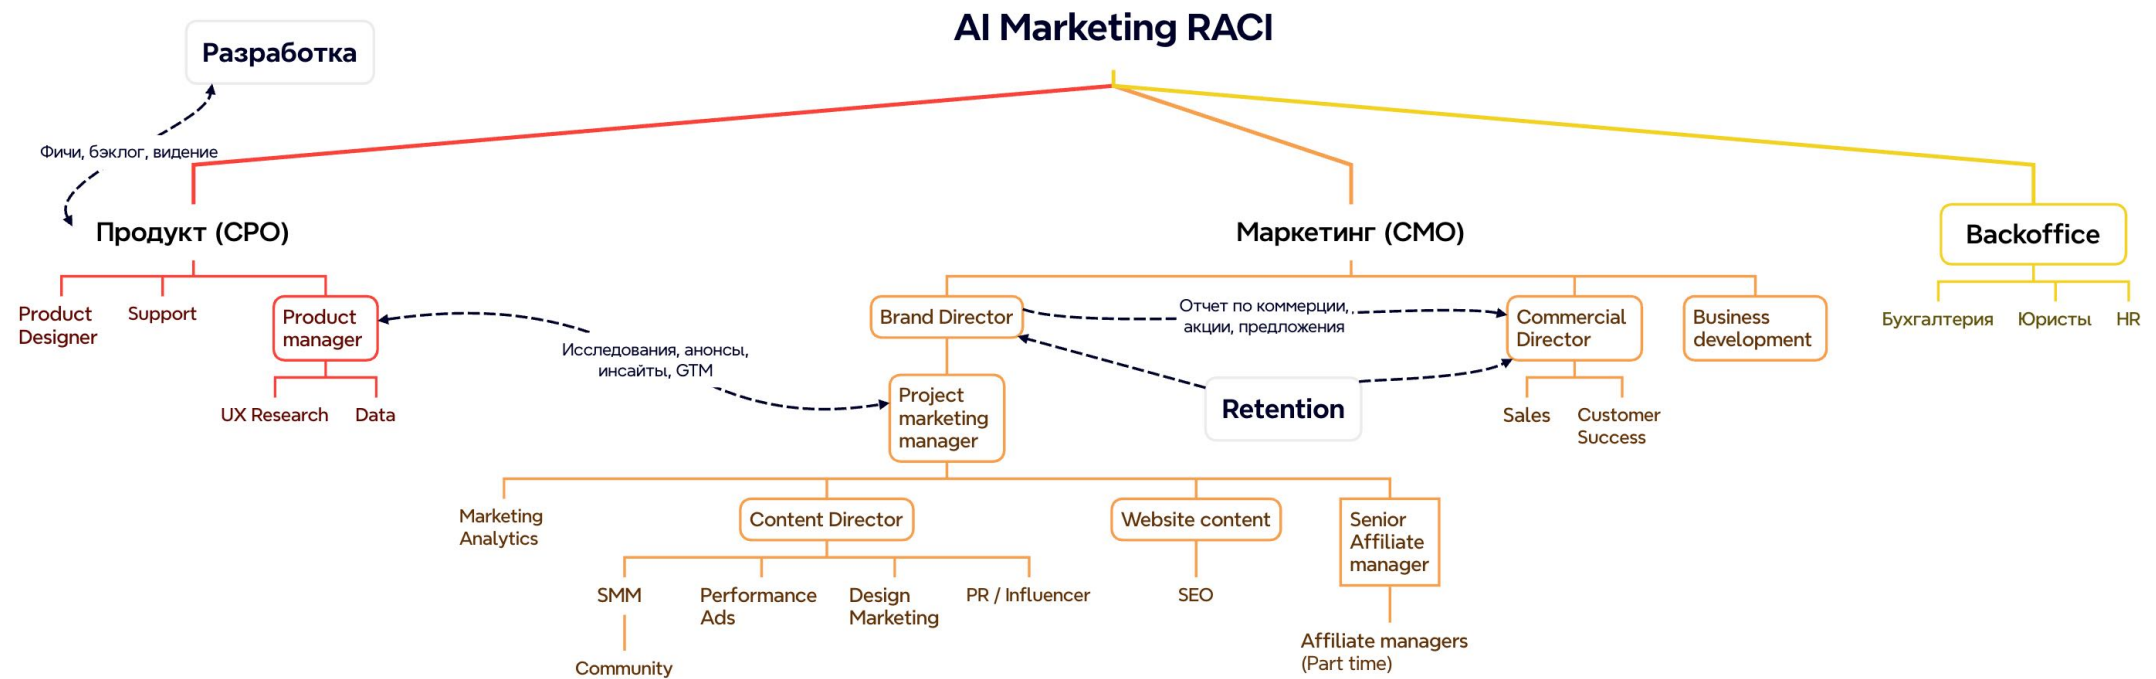 AI Marketing RACI
Разработка
Фичи, бэклог, видение
Продукт (CPO)
Маркетинг (CMO)
Backoffice
Product
Designer
Support
Product
manager
UX Research
Data
Исследования, анонсы,
инсайты, GTM
Brand Director
Отчет по коммерции,
акции, предложения
Commercial
Director
Business
development
Бухгалтерия
Юристы
HR
Project
marketing
manager
Retention
Sales
Customer
Success
Marketing
Analytics
Content Director
Website content
Senior
Affiliate
manager
SMM
Performance
Ads
Design
Marketing
PR / Influencer
SEO
Community
Affiliate managers
(Part time)